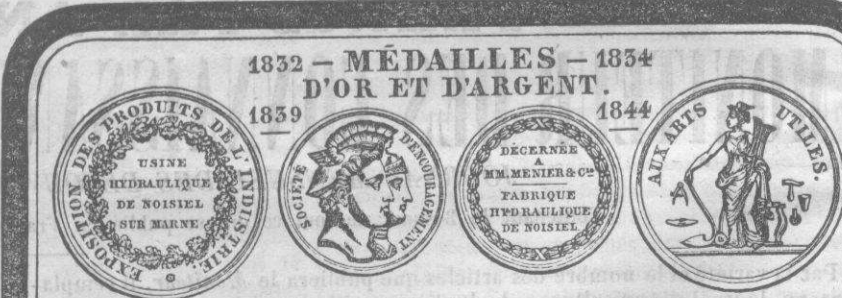 1832 — MÉDAILLES — 1834
D'OR ET D'ARGENT.
1839 1844
EXPOSITION DES PRODUITS DE L'INDUSTRIE.
USINE
HYDRAULIQUE
DE NOISIEL
SUR MARNE
SOCIÉTÉ D'ENCOURAGEMENT
DÉCERNÉE
A
MM. MENIER & Cie
FABRIQUE
HYDRAULIQUE
DE NOISIEL
AUX ARTS UTILES.